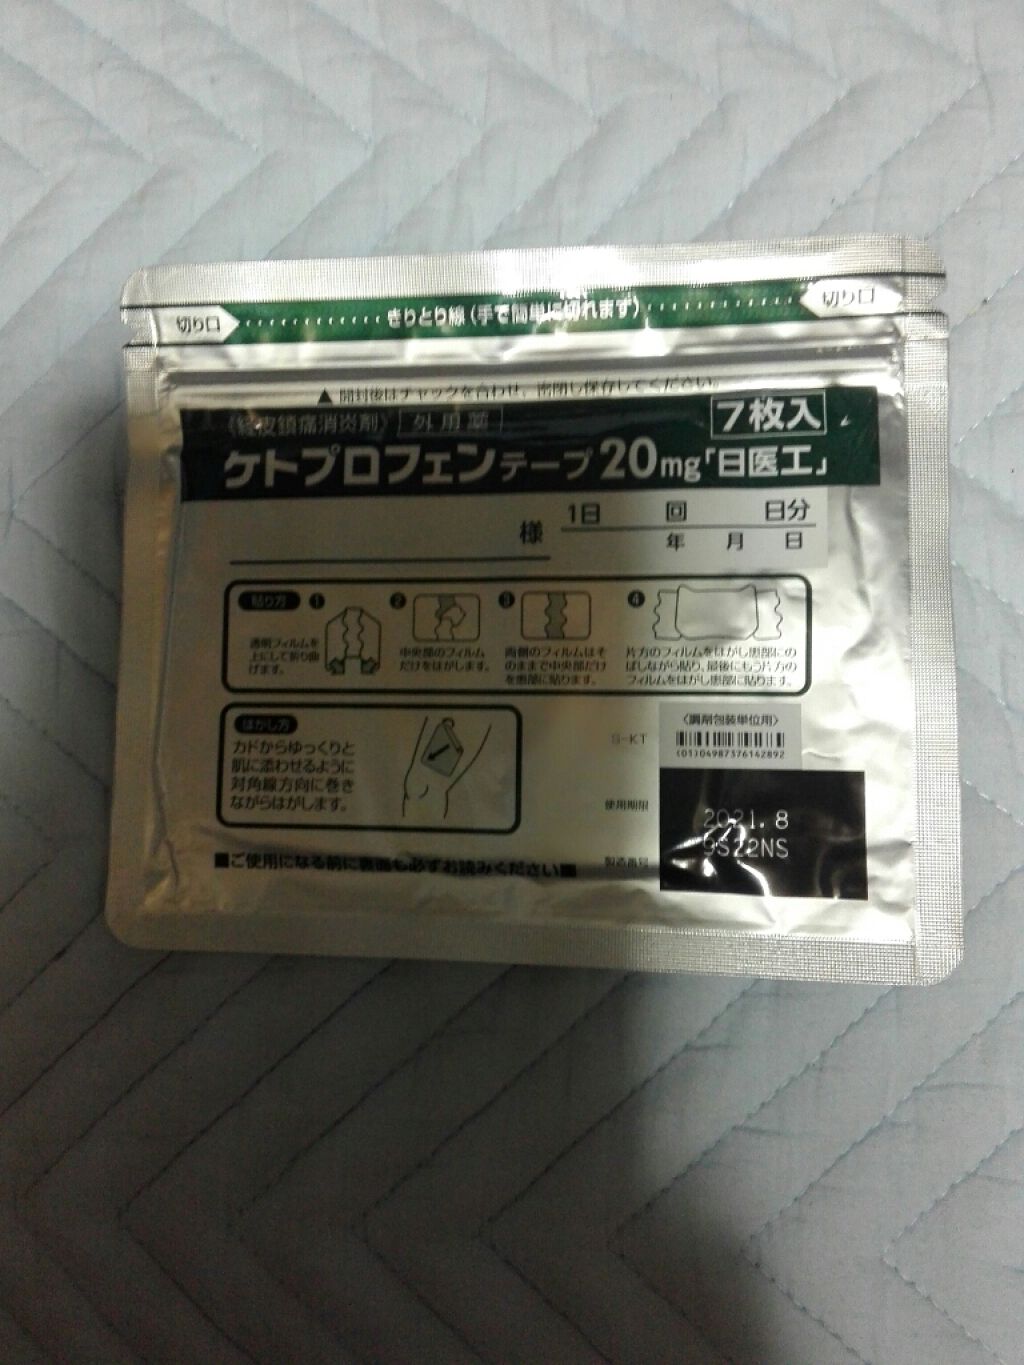 切り口 きりとり線(手で簡単に切れます) 切り口
▲開封後はチャックを合わせ、密閉し保存してください。
《経皮鎮痛消炎剤》 外用薬 7枚入
ケトプロフェンテープ20mg「日医工」
様
1日 回 日分
年 月 日
貼り方
❶
透明フィルムを
上にして折り曲
げます。
❷
中央部のフィルム
だけをはがします。
❸
両側のフィルムはそ
のままで中央部だけ
を患部に貼ります。
❹
片方のフィルムをはがし患部にの
ばしながら貼り、最後にもう片方の
フィルムをはがし患部に貼ります。
はがし方
カドからゆっくりと
肌に添わせるように
対角線方向に巻き
ながらはがします。
〈調剤包装単位用〉
S-KT
(01)04987376142892
使用期限 2021.8
製造番号 9S22NS
■ご使用になる前に裏面も必ずお読みください■